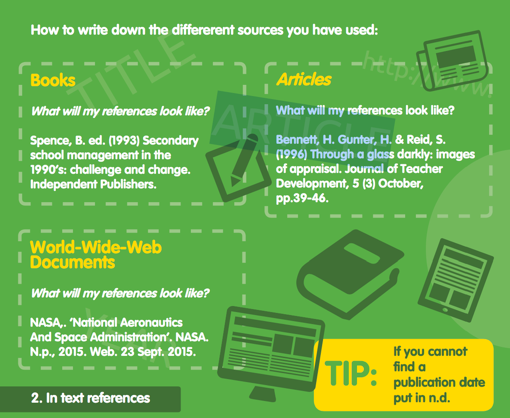 How to write down the differerent sources you have used:
Books
What will my references look like?
Spence, B. ed. (1993) Secondary
school management in the
1990's: challenge and change.
Independent Publishers.
TITLE
Articles
What will my references look like?
Bennett, H. Gunter, H. & Reid, S.
(1996) Through a glass darkly: images
of appraisal. Journal of Teacher
Development, 5 (3) October,
pp.39-46.
ARTICLE
http://www
World-Wide-Web
Documents
What will my references look like?
NASA,. 'National Aeronautics
And Space Administration'. NASA.
N.p., 2015. Web. 23 Sept. 2015.
TIP:
If you cannot
find a
publication date
put in n.d.
2. In text references